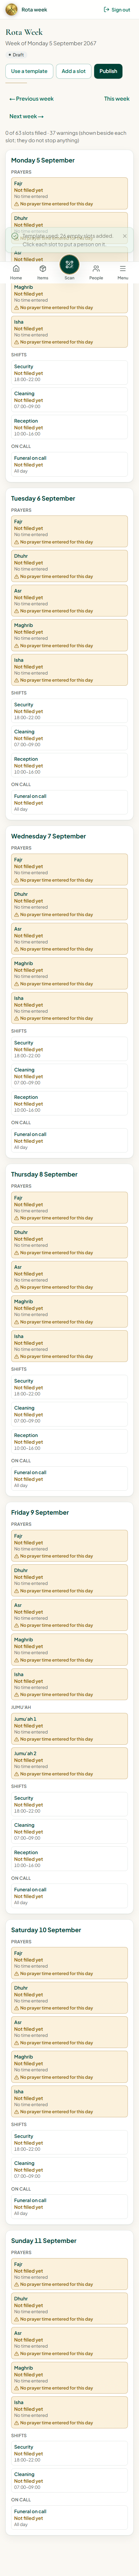 Rota week
Sign out
Rota Week
Week of Monday 5 September 2067
Draft
Use a template
Add a slot
Publish
← Previous week
This week
Next week →
0 of 63 slots filled · 37 warnings (shown beside each slot; they do not stop anything)
Monday 5 September
PRAYERS
Fajr
Not filled yet
No time entered
No prayer time entered for this day
Dhuhr
Not filled yet
Template used: 26 empty slots added.
Click each slot to put a person on it.
Asr
Home
Items
Scan
People
Menu
Maghrib
Not filled yet
No time entered
No prayer time entered for this day
Isha
Not filled yet
No time entered
No prayer time entered for this day
SHIFTS
Security
Not filled yet
18:00–22:00
Cleaning
Not filled yet
07:00–09:00
Reception
Not filled yet
10:00–16:00
ON CALL
Funeral on call
Not filled yet
All day
Tuesday 6 September
PRAYERS
Fajr
Not filled yet
No time entered
No prayer time entered for this day
Dhuhr
Not filled yet
No time entered
No prayer time entered for this day
Asr
Not filled yet
No time entered
No prayer time entered for this day
Maghrib
Not filled yet
No time entered
No prayer time entered for this day
Isha
Not filled yet
No time entered
No prayer time entered for this day
SHIFTS
Security
Not filled yet
18:00–22:00
Cleaning
Not filled yet
07:00–09:00
Reception
Not filled yet
10:00–16:00
ON CALL
Funeral on call
Not filled yet
All day
Wednesday 7 September
PRAYERS
Fajr
Not filled yet
No time entered
No prayer time entered for this day
Dhuhr
Not filled yet
No time entered
No prayer time entered for this day
Asr
Not filled yet
No time entered
No prayer time entered for this day
Maghrib
Not filled yet
No time entered
No prayer time entered for this day
Isha
Not filled yet
No time entered
No prayer time entered for this day
SHIFTS
Security
Not filled yet
18:00–22:00
Cleaning
Not filled yet
07:00–09:00
Reception
Not filled yet
10:00–16:00
ON CALL
Funeral on call
Not filled yet
All day
Thursday 8 September
PRAYERS
Fajr
Not filled yet
No time entered
No prayer time entered for this day
Dhuhr
Not filled yet
No time entered
No prayer time entered for this day
Asr
Not filled yet
No time entered
No prayer time entered for this day
Maghrib
Not filled yet
No time entered
No prayer time entered for this day
Isha
Not filled yet
No time entered
No prayer time entered for this day
SHIFTS
Security
Not filled yet
18:00–22:00
Cleaning
Not filled yet
07:00–09:00
Reception
Not filled yet
10:00–16:00
ON CALL
Funeral on call
Not filled yet
All day
Friday 9 September
PRAYERS
Fajr
Not filled yet
No time entered
No prayer time entered for this day
Dhuhr
Not filled yet
No time entered
No prayer time entered for this day
Asr
Not filled yet
No time entered
No prayer time entered for this day
Maghrib
Not filled yet
No time entered
No prayer time entered for this day
Isha
Not filled yet
No time entered
No prayer time entered for this day
JUMU'AH
Jumu'ah 1
Not filled yet
No time entered
No prayer time entered for this day
Jumu'ah 2
Not filled yet
No time entered
No prayer time entered for this day
SHIFTS
Security
Not filled yet
18:00–22:00
Cleaning
Not filled yet
07:00–09:00
Reception
Not filled yet
10:00–16:00
ON CALL
Funeral on call
Not filled yet
All day
Saturday 10 September
PRAYERS
Fajr
Not filled yet
No time entered
No prayer time entered for this day
Dhuhr
Not filled yet
No time entered
No prayer time entered for this day
Asr
Not filled yet
No time entered
No prayer time entered for this day
Maghrib
Not filled yet
No time entered
No prayer time entered for this day
Isha
Not filled yet
No time entered
No prayer time entered for this day
SHIFTS
Security
Not filled yet
18:00–22:00
Cleaning
Not filled yet
07:00–09:00
ON CALL
Funeral on call
Not filled yet
All day
Sunday 11 September
PRAYERS
Fajr
Not filled yet
No time entered
No prayer time entered for this day
Dhuhr
Not filled yet
No time entered
No prayer time entered for this day
Asr
Not filled yet
No time entered
No prayer time entered for this day
Maghrib
Not filled yet
No time entered
No prayer time entered for this day
Isha
Not filled yet
No time entered
No prayer time entered for this day
SHIFTS
Security
Not filled yet
18:00–22:00
Cleaning
Not filled yet
07:00–09:00
ON CALL
Funeral on call
Not filled yet
All day